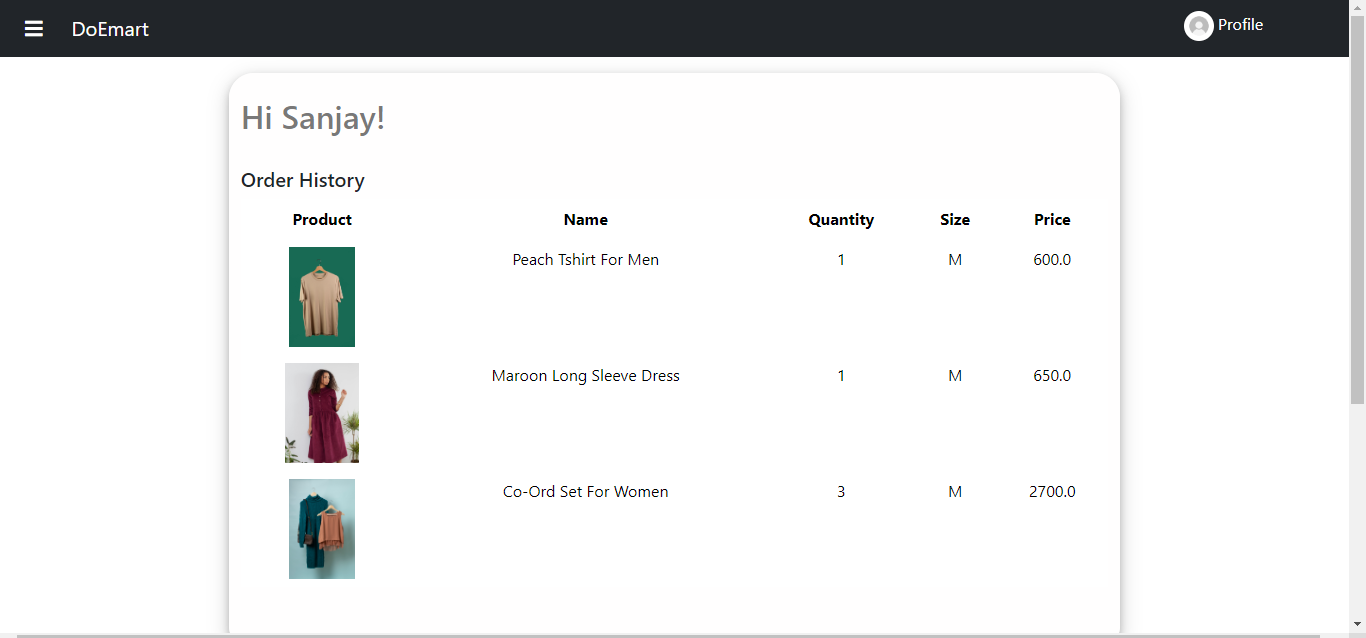 DoEmart Profile
Hi Sanjay!
Order History
Product Name Quantity Size Price
Peach Tshirt For Men 1 M 600.0
Maroon Long Sleeve Dress 1 M 650.0
Co-Ord Set For Women 3 M 2700.0